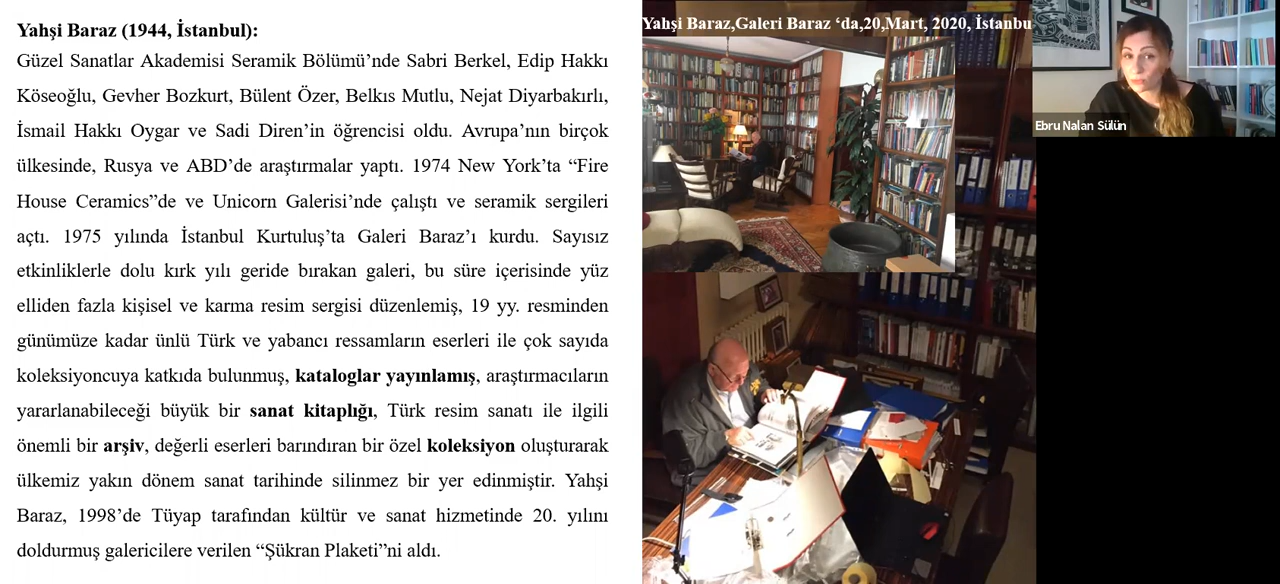 Yahşi Baraz (1944, İstanbul):
Güzel Sanatlar Akademisi Seramik Bölümü’nde Sabri Berkel, Edip Hakkı
Köseoğlu, Gevher Bozkurt, Bülent Özer, Belkıs Mutlu, Nejat Diyarbakırlı,
İsmail Hakkı Oygar ve Sadi Diren’in öğrencisi oldu. Avrupa’nın birçok
ülkesinde, Rusya ve ABD’de araştırmalar yaptı. 1974 New York’ta “Fire
House Ceramics”de ve Unicorn Galerisi’nde çalıştı ve seramik sergileri
açtı. 1975 yılında İstanbul Kurtuluş’ta Galeri Baraz’ı kurdu. Sayısız
etkinliklerle dolu kırk yılı geride bırakan galeri, bu süre içerisinde yüz
elliden fazla kişisel ve karma resim sergisi düzenlemiş, 19 yy. resminden
günümüze kadar ünlü Türk ve yabancı ressamların eserleri ile çok sayıda
koleksiyoncuya katkıda bulunmuş, kataloglar yayınlamış, araştırmacıların
yararlanabileceği büyük bir sanat kitaplığı, Türk resim sanatı ile ilgili
önemli bir arşiv, değerli eserleri barındıran bir özel koleksiyon oluşturarak
ülkemiz yakın dönem sanat tarihinde silinmez bir yer edinmiştir. Yahşi
Baraz, 1998’de Tüyap tarafından kültür ve sanat hizmetinde 20. yılını
doldurmuş galericilere verilen “Şükran Plaketi”ni aldı.
Yahşi Baraz,Galeri Baraz ‘da,20,Mart, 2020, İstanbu
Ebru Nalan Sülün